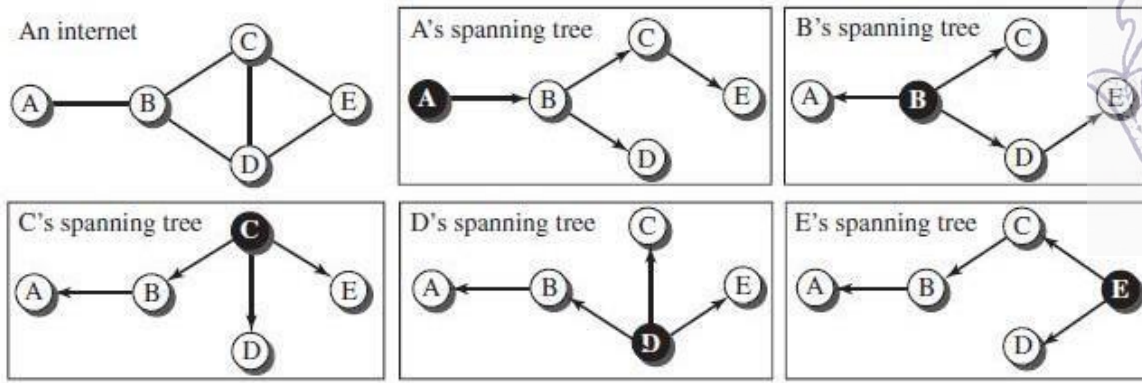 An internet
C
A
B
E
D
A's spanning tree
C
A
B
E
D
B's spanning tree
C
A
B
E
D
C's spanning tree
C
A
B
E
D
D's spanning tree
C
A
B
E
D
E's spanning tree
C
A
B
E
D